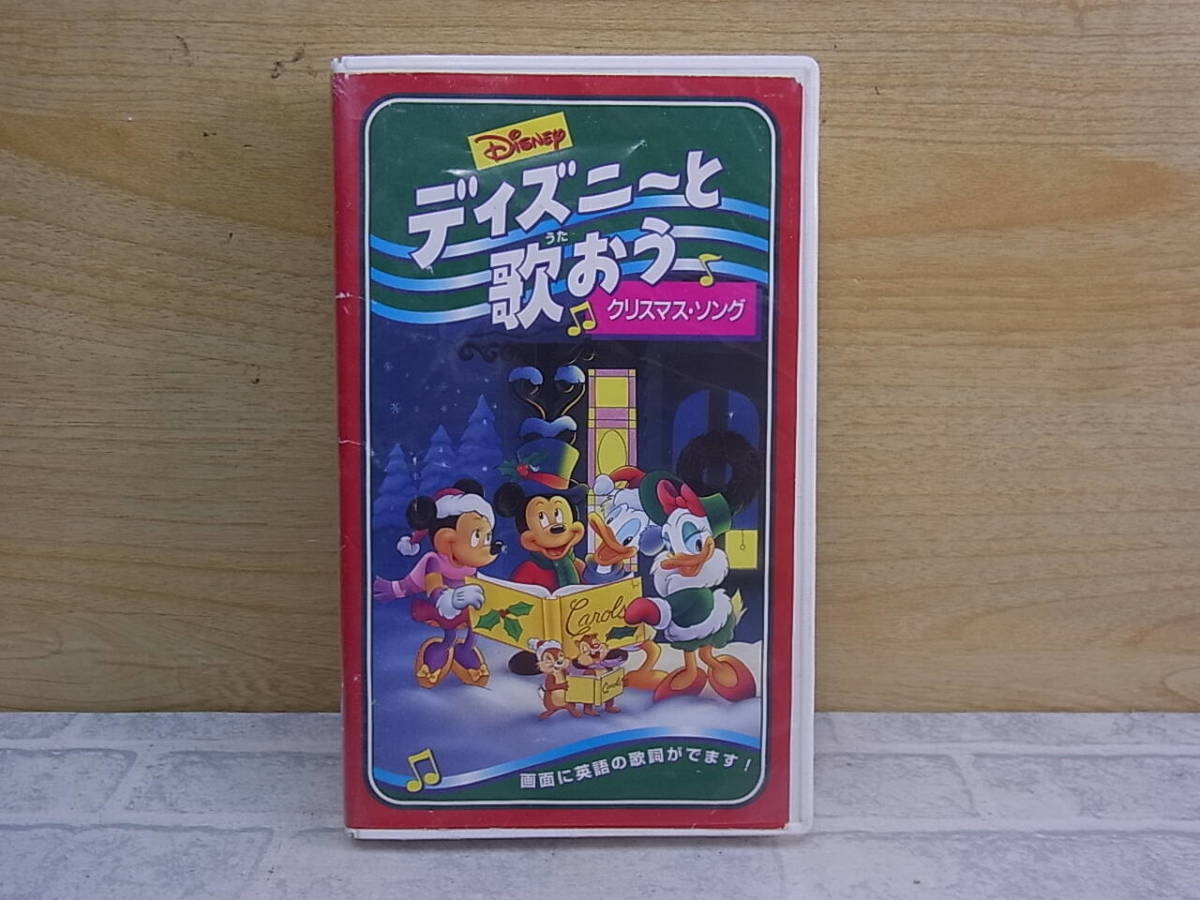 Disney
ディズニーと
うた
歌おう
クリスマス・ソング
Carols
Carols
画面に英語の歌詞がでます!